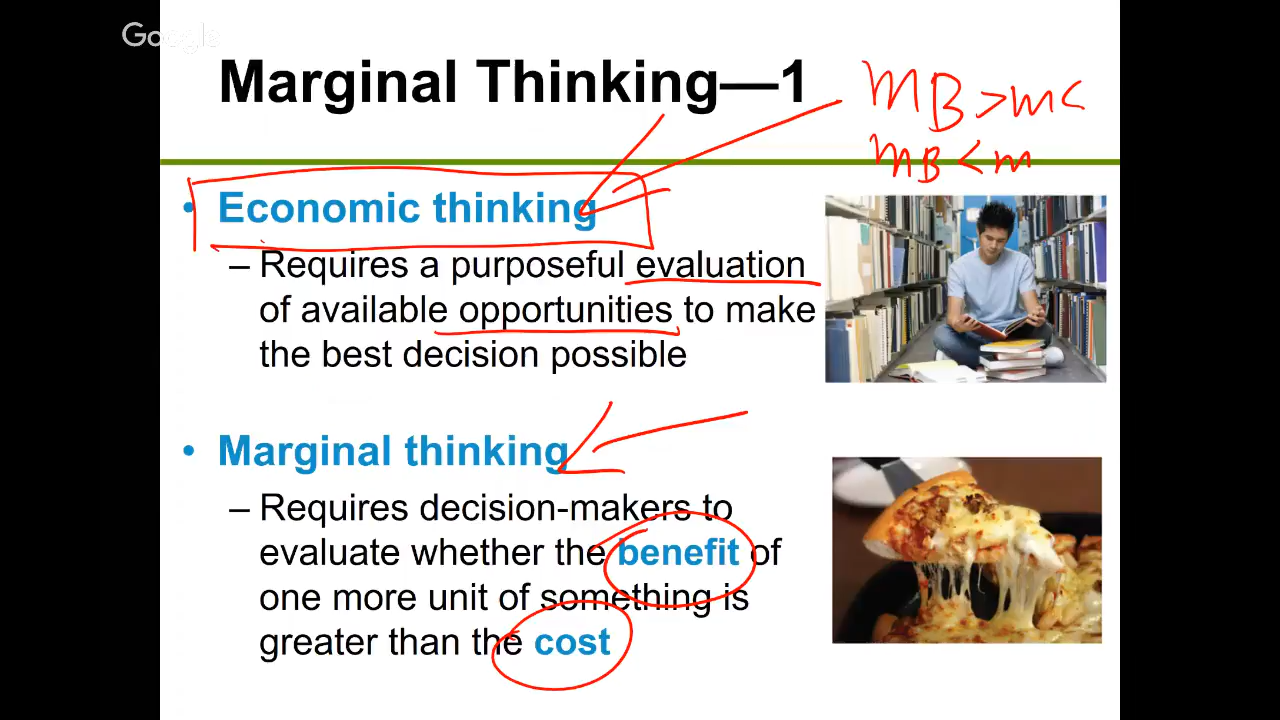 Google
Marginal Thinking—1
MB > MC
MB < M
• Economic thinking
– Requires a purposeful evaluation
of available opportunities to make
the best decision possible
• Marginal thinking
– Requires decision-makers to
evaluate whether the benefit of
one more unit of something is
greater than the cost